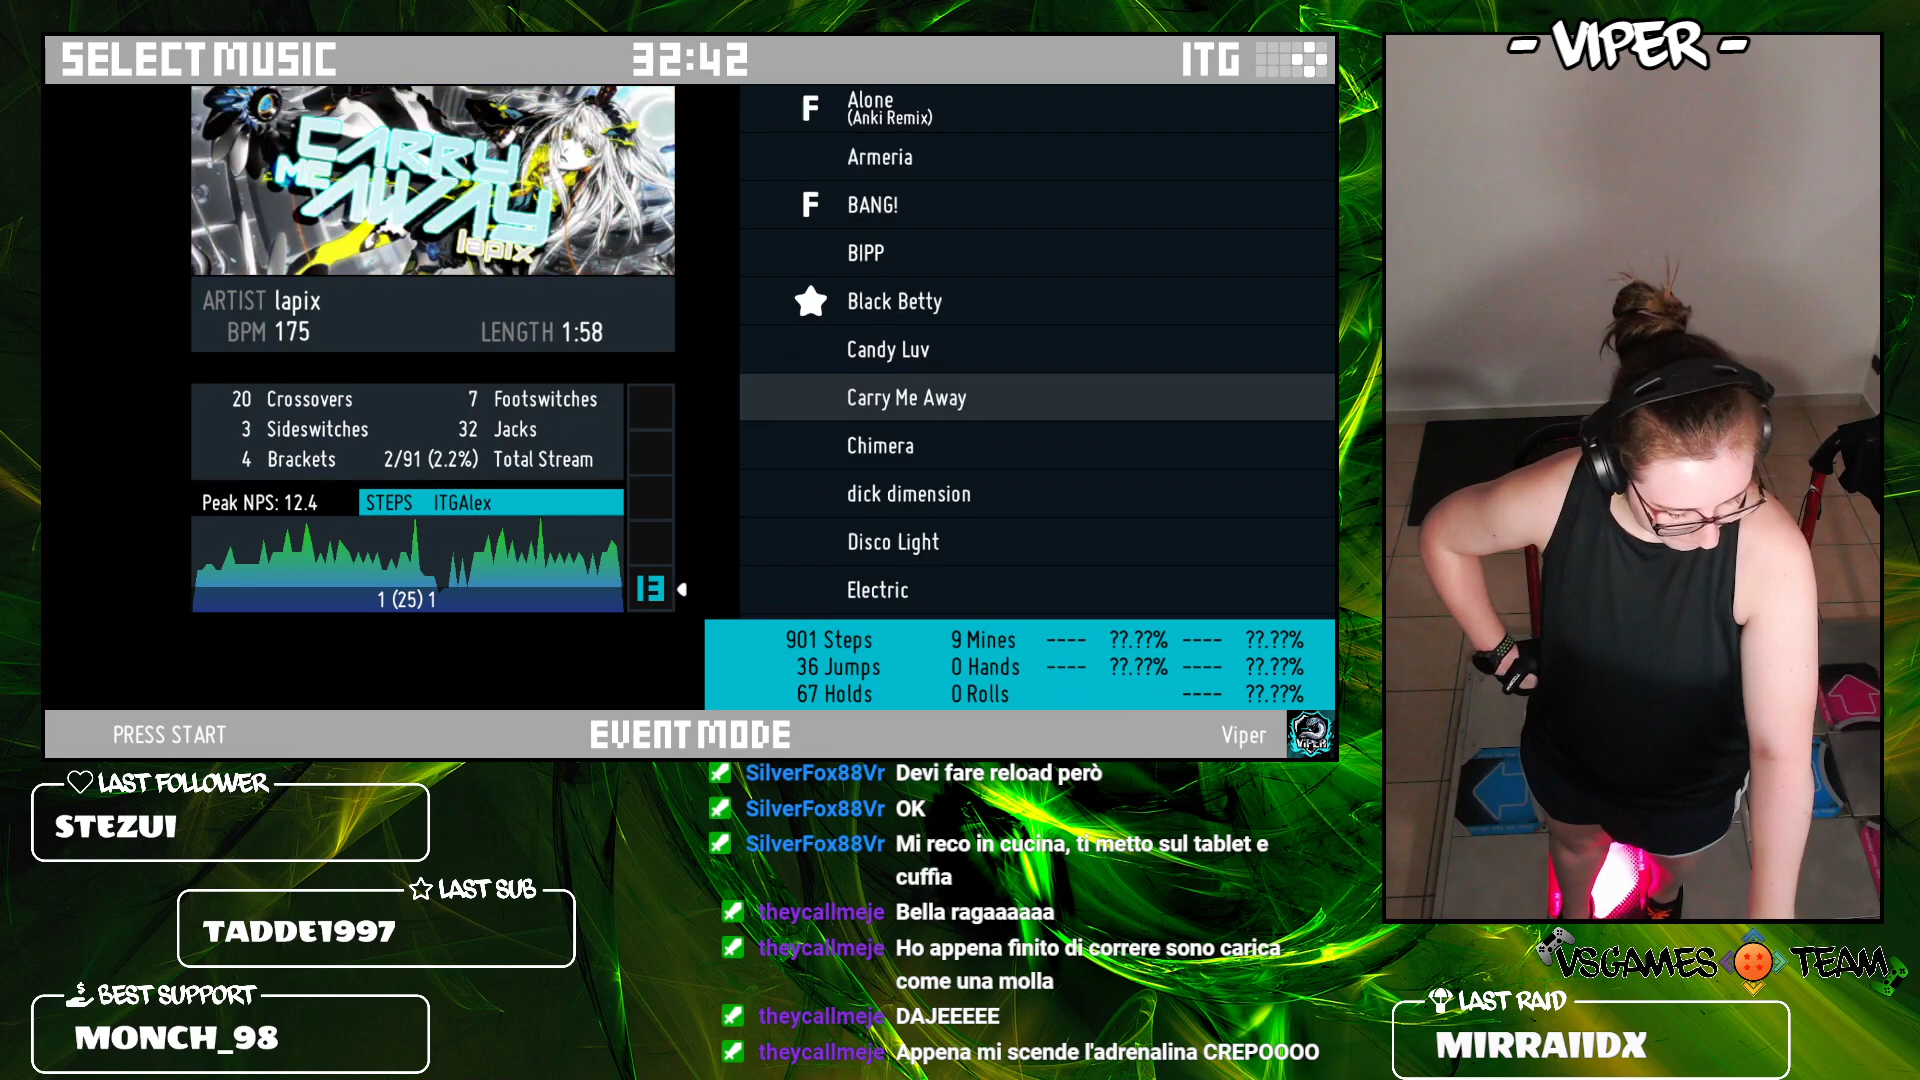 SELECT MUSIC
32:42
ITG
CARRY
ME
AWAY
lapix
ARTIST lapix
BPM 175
LENGTH 1:58
20 Crossovers
7 Footswitches
3 Sideswitches
32 Jacks
4 Brackets
2/91 (2.2%) Total Stream
Peak NPS: 12.4
STEPS ITGAlex
1 (25) 1
13
F Alone
(Anki Remix)
Armeria
F BANG!
BIPP
Black Betty
Candy Luv
Carry Me Away
Chimera
dick dimension
Disco Light
Electric
901 Steps 9 Mines ---- ??.??% ---- ??.??%
36 Jumps 0 Hands ---- ??.??% ---- ??.??%
67 Holds 0 Rolls ---- ??.??%
PRESS START
EVENT MODE
Viper
VIPER
- VIPER -
LAST FOLLOWER
STEZUI
LAST SUB
TADDE1997
BEST SUPPORT
MONCH_98
SilverFox88Vr Devi fare reload però
SilverFox88Vr OK
SilverFox88Vr Mi reco in cucina, ti metto sul tablet e
cuffia
theycallmeje Bella ragaaaaaa
theycallmeje Ho appena finito di correre sono carica
come una molla
theycallmeje DAJEEEEE
theycallmeje Appena mi scende l'adrenalina CREPOOOO
VSGAMES TEAM
LAST RAID
MIRRAIIDX